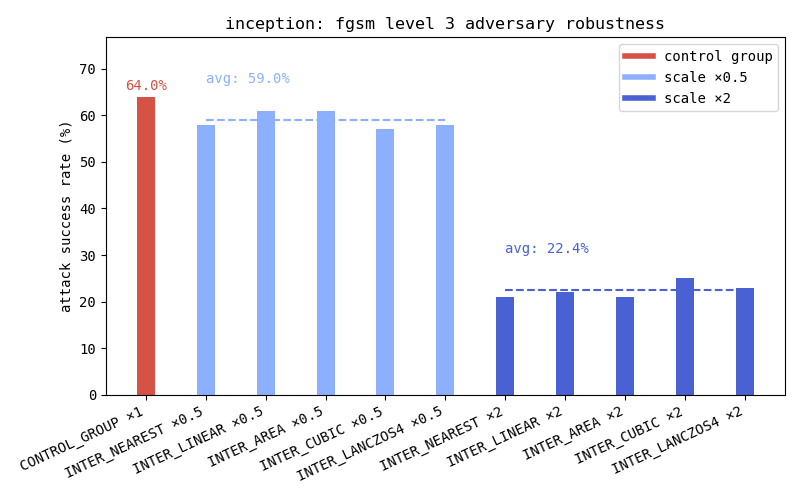 inception: fgsm level 3 adversary robustness
attack success rate (%)
70
60
50
40
30
20
10
0
64.0%
avg: 59.0%
avg: 22.4%
control group
scale ×0.5
scale ×2
CONTROL_GROUP ×1
INTER_NEAREST ×0.5
INTER_LINEAR ×0.5
INTER_AREA ×0.5
INTER_CUBIC ×0.5
INTER_LANCZOS4 ×0.5
INTER_NEAREST ×2
INTER_LINEAR ×2
INTER_AREA ×2
INTER_CUBIC ×2
INTER_LANCZOS4 ×2